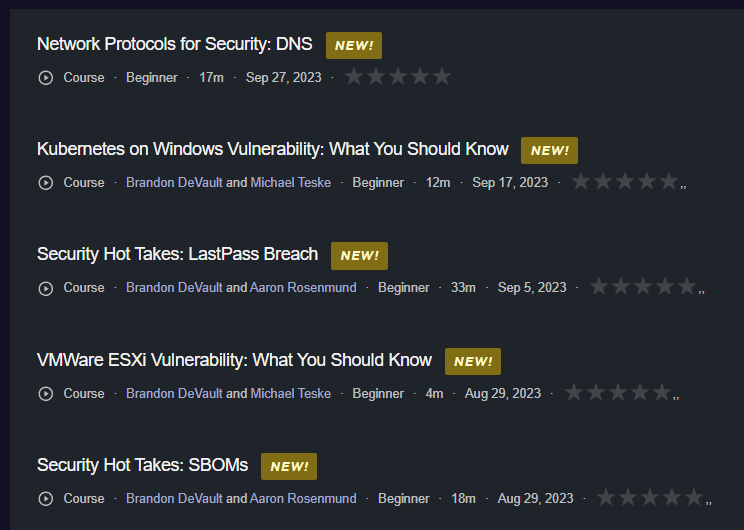 Network Protocols for Security: DNS NEW!
Course · Beginner · 17m · Sep 27, 2023 ·
Kubernetes on Windows Vulnerability: What You Should Know NEW!
Course · Brandon DeVault and Michael Teske · Beginner · 12m · Sep 17, 2023 · ,,
Security Hot Takes: LastPass Breach NEW!
Course · Brandon DeVault and Aaron Rosenmund · Beginner · 33m · Sep 5, 2023 · ,,
VMWare ESXi Vulnerability: What You Should Know NEW!
Course · Brandon DeVault and Michael Teske · Beginner · 4m · Aug 29, 2023 · ,,
Security Hot Takes: SBOMs NEW!
Course · Brandon DeVault and Aaron Rosenmund · Beginner · 18m · Aug 29, 2023 · ,,